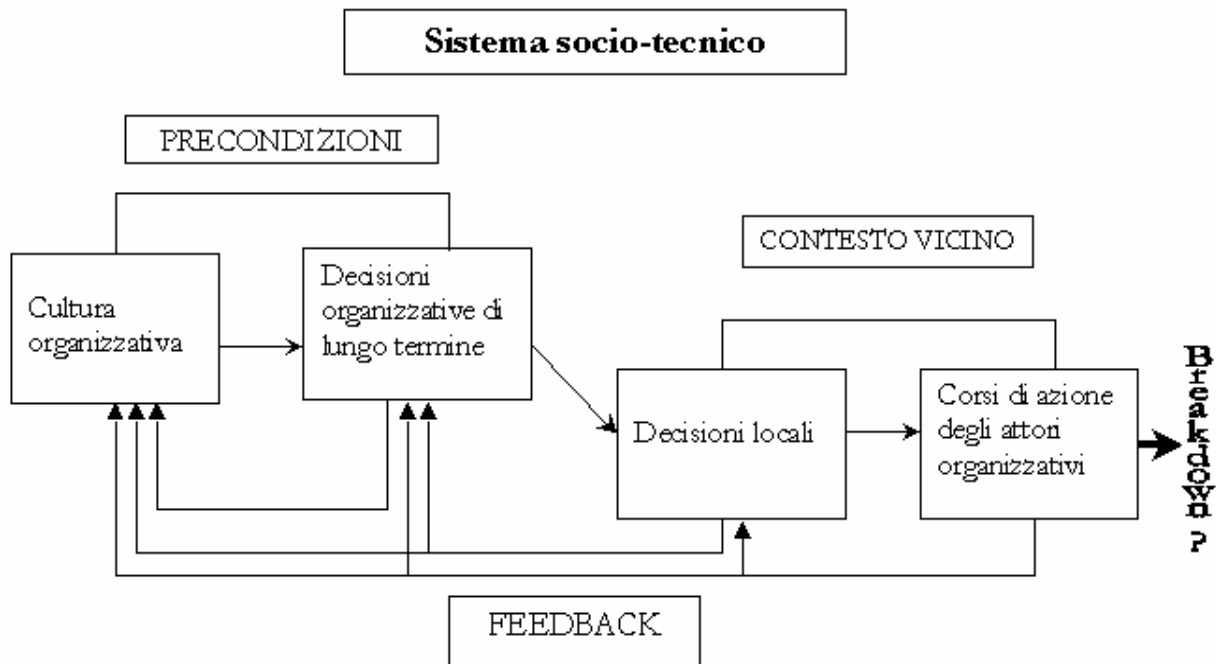 Sistema socio-tecnico
PRECONDIZIONI
CONTESTO VICINO
Cultura
organizzativa
Decisioni
organizzative di
lungo termine
Decisioni locali
Corsi di azione
degli attori
organizzativi
Breakdown ?
FEEDBACK